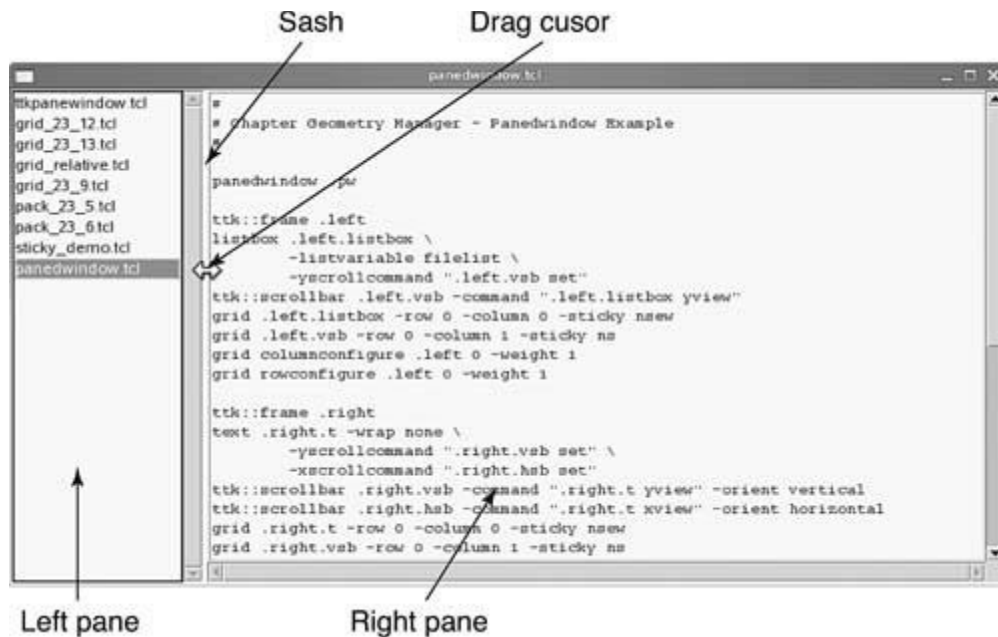 Sash
Drag cusor
panedwindow.tcl
ttkpanewindow.tcl
grid_23_12.tcl
grid_23_13.tcl
grid_relative.tcl
grid_23_9.tcl
pack_23_5.tcl
pack_23_6.tcl
sticky_demo.tcl
panedwindow.tcl
#
# Chapter Geometry Manager - Panedwindow Example
#
panedwindow .pw
ttk::frame .left
listbox .left.listbox \
-listvariable filelist \
-yscrollcommand ".left.vsb set"
ttk::scrollbar .left.vsb -command ".left.listbox yview"
grid .left.listbox -row 0 -column 0 -sticky nsew
grid .left.vsb -row 0 -column 1 -sticky ns
grid columnconfigure .left 0 -weight 1
grid rowconfigure .left 0 -weight 1
ttk::frame .right
text .right.t -wrap none \
-yscrollcommand ".right.vsb set" \
-xscrollcommand ".right.hsb set"
ttk::scrollbar .right.vsb -command ".right.t yview" -orient vertical
ttk::scrollbar .right.hsb -command ".right.t xview" -orient horizontal
grid .right.t -row 0 -column 0 -sticky nsew
grid .right.vsb -row 0 -column 1 -sticky ns
Left pane
Right pane